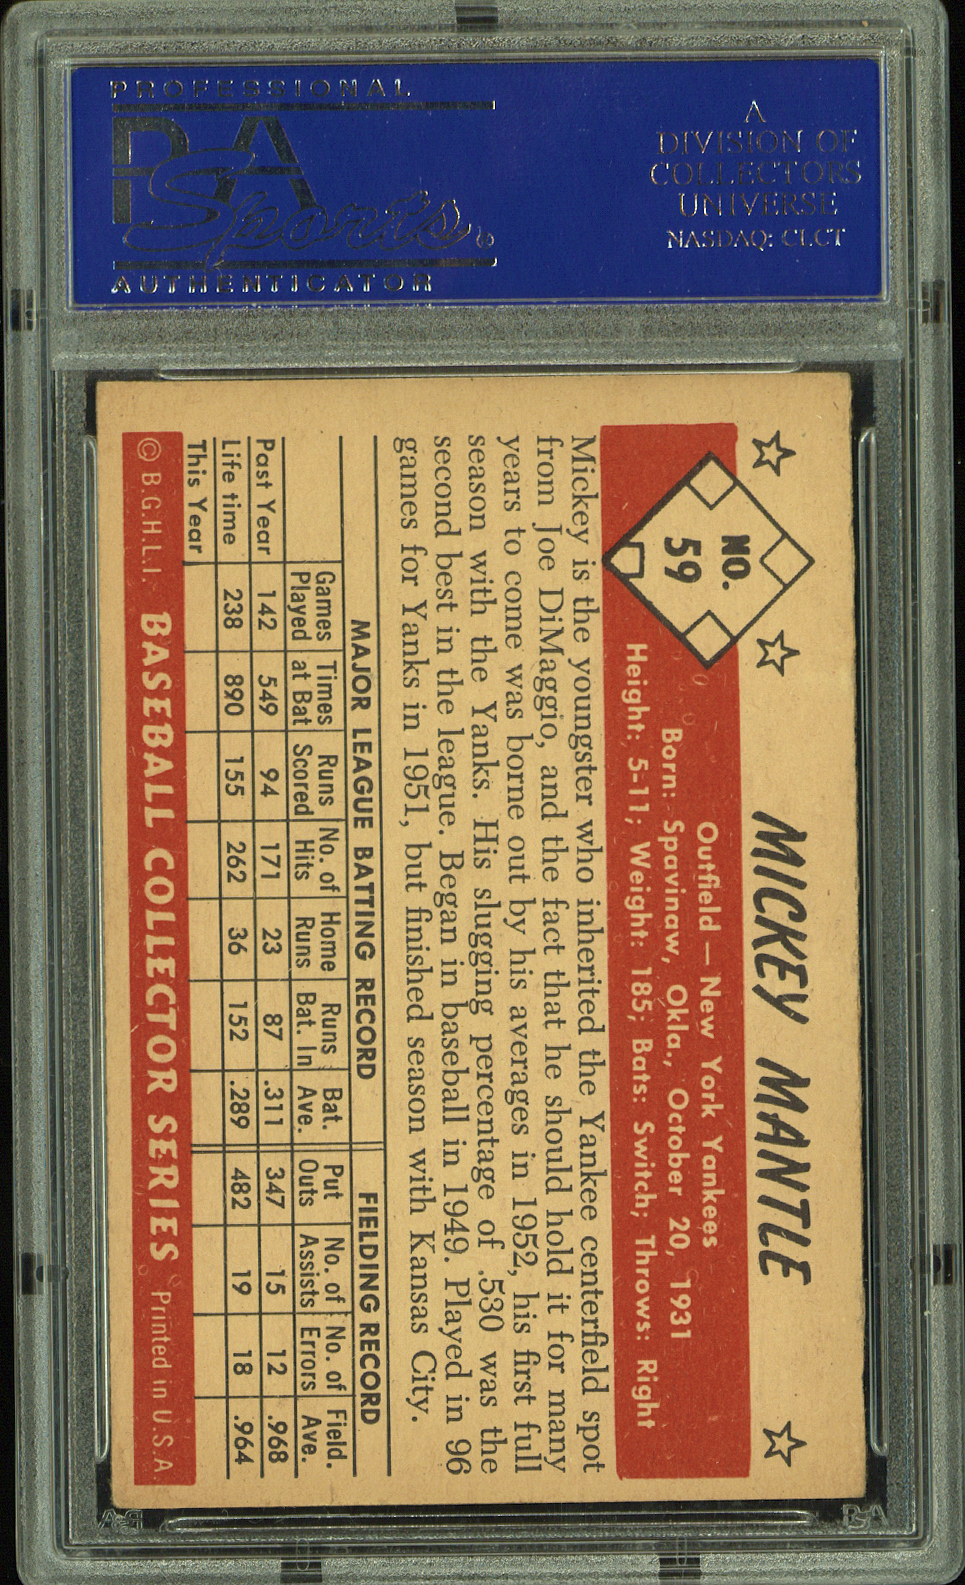 PROFESSIONAL
PSA
Sports
AUTHENTICATOR
A
DIVISION OF
COLLECTORS
UNIVERSE
NASDAQ: CLCT
MICKEY MANTLE
NO.
59
Outfield — New York Yankees
Born: Spavinaw, Okla., October 20, 1931
Height: 5-11; Weight: 185; Bats: Switch; Throws: Right
Mickey is the youngster who inherited the Yankee centerfield spot
from Joe DiMaggio, and the fact that he should hold it for many
years to come was borne out by his averages in 1952, his first full
season with the Yanks. His slugging percentage of .530 was the
second best in the league. Began in baseball in 1949. Played in 96
games for Yanks in 1951, but finished season with Kansas City.
MAJOR LEAGUE BATTING RECORD FIELDING RECORD
Games Times Runs No. of Home Runs Bat. Put No. of No. of Field.
Played at Bat Scored Hits Runs Bat. In Ave. Outs Assists Errors Ave.
Past Year 142 549 94 171 23 87 .311 347 15 12 .968
Life time 238 890 155 262 36 152 .289 482 19 18 .964
This Year
© B.G.H.L.I. BASEBALL COLLECTOR SERIES Printed in U.S.A.
PSA
PSA